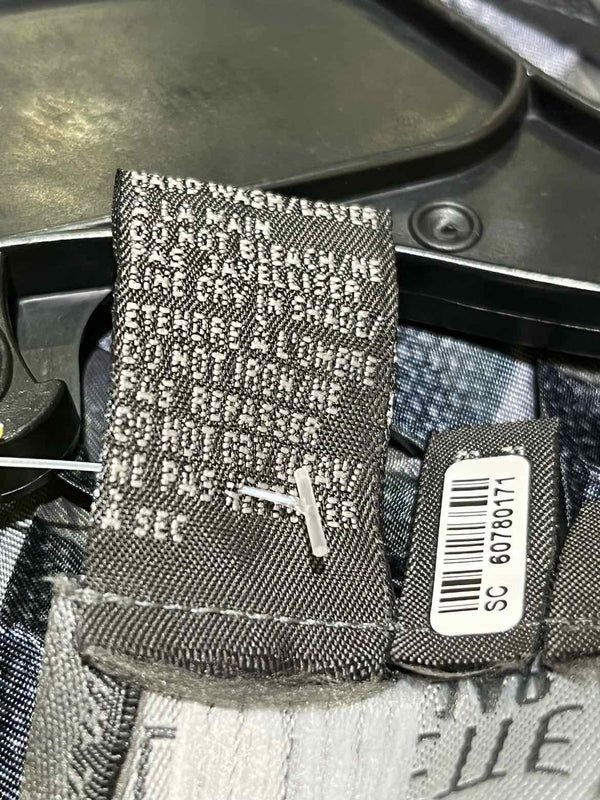 HAND WASH/LAVER
A LA MAIN
DO NOT BLEACH/NE
PAS JAVELLISER
LINE DRY IN SHADE/
ETENDRE A L'OMBRE
DO NOT IRON/NE
PAS REPASSER
DO NOT DRY CLEAN/
NE PAS NETTOYER
A SEC
SC 60780171